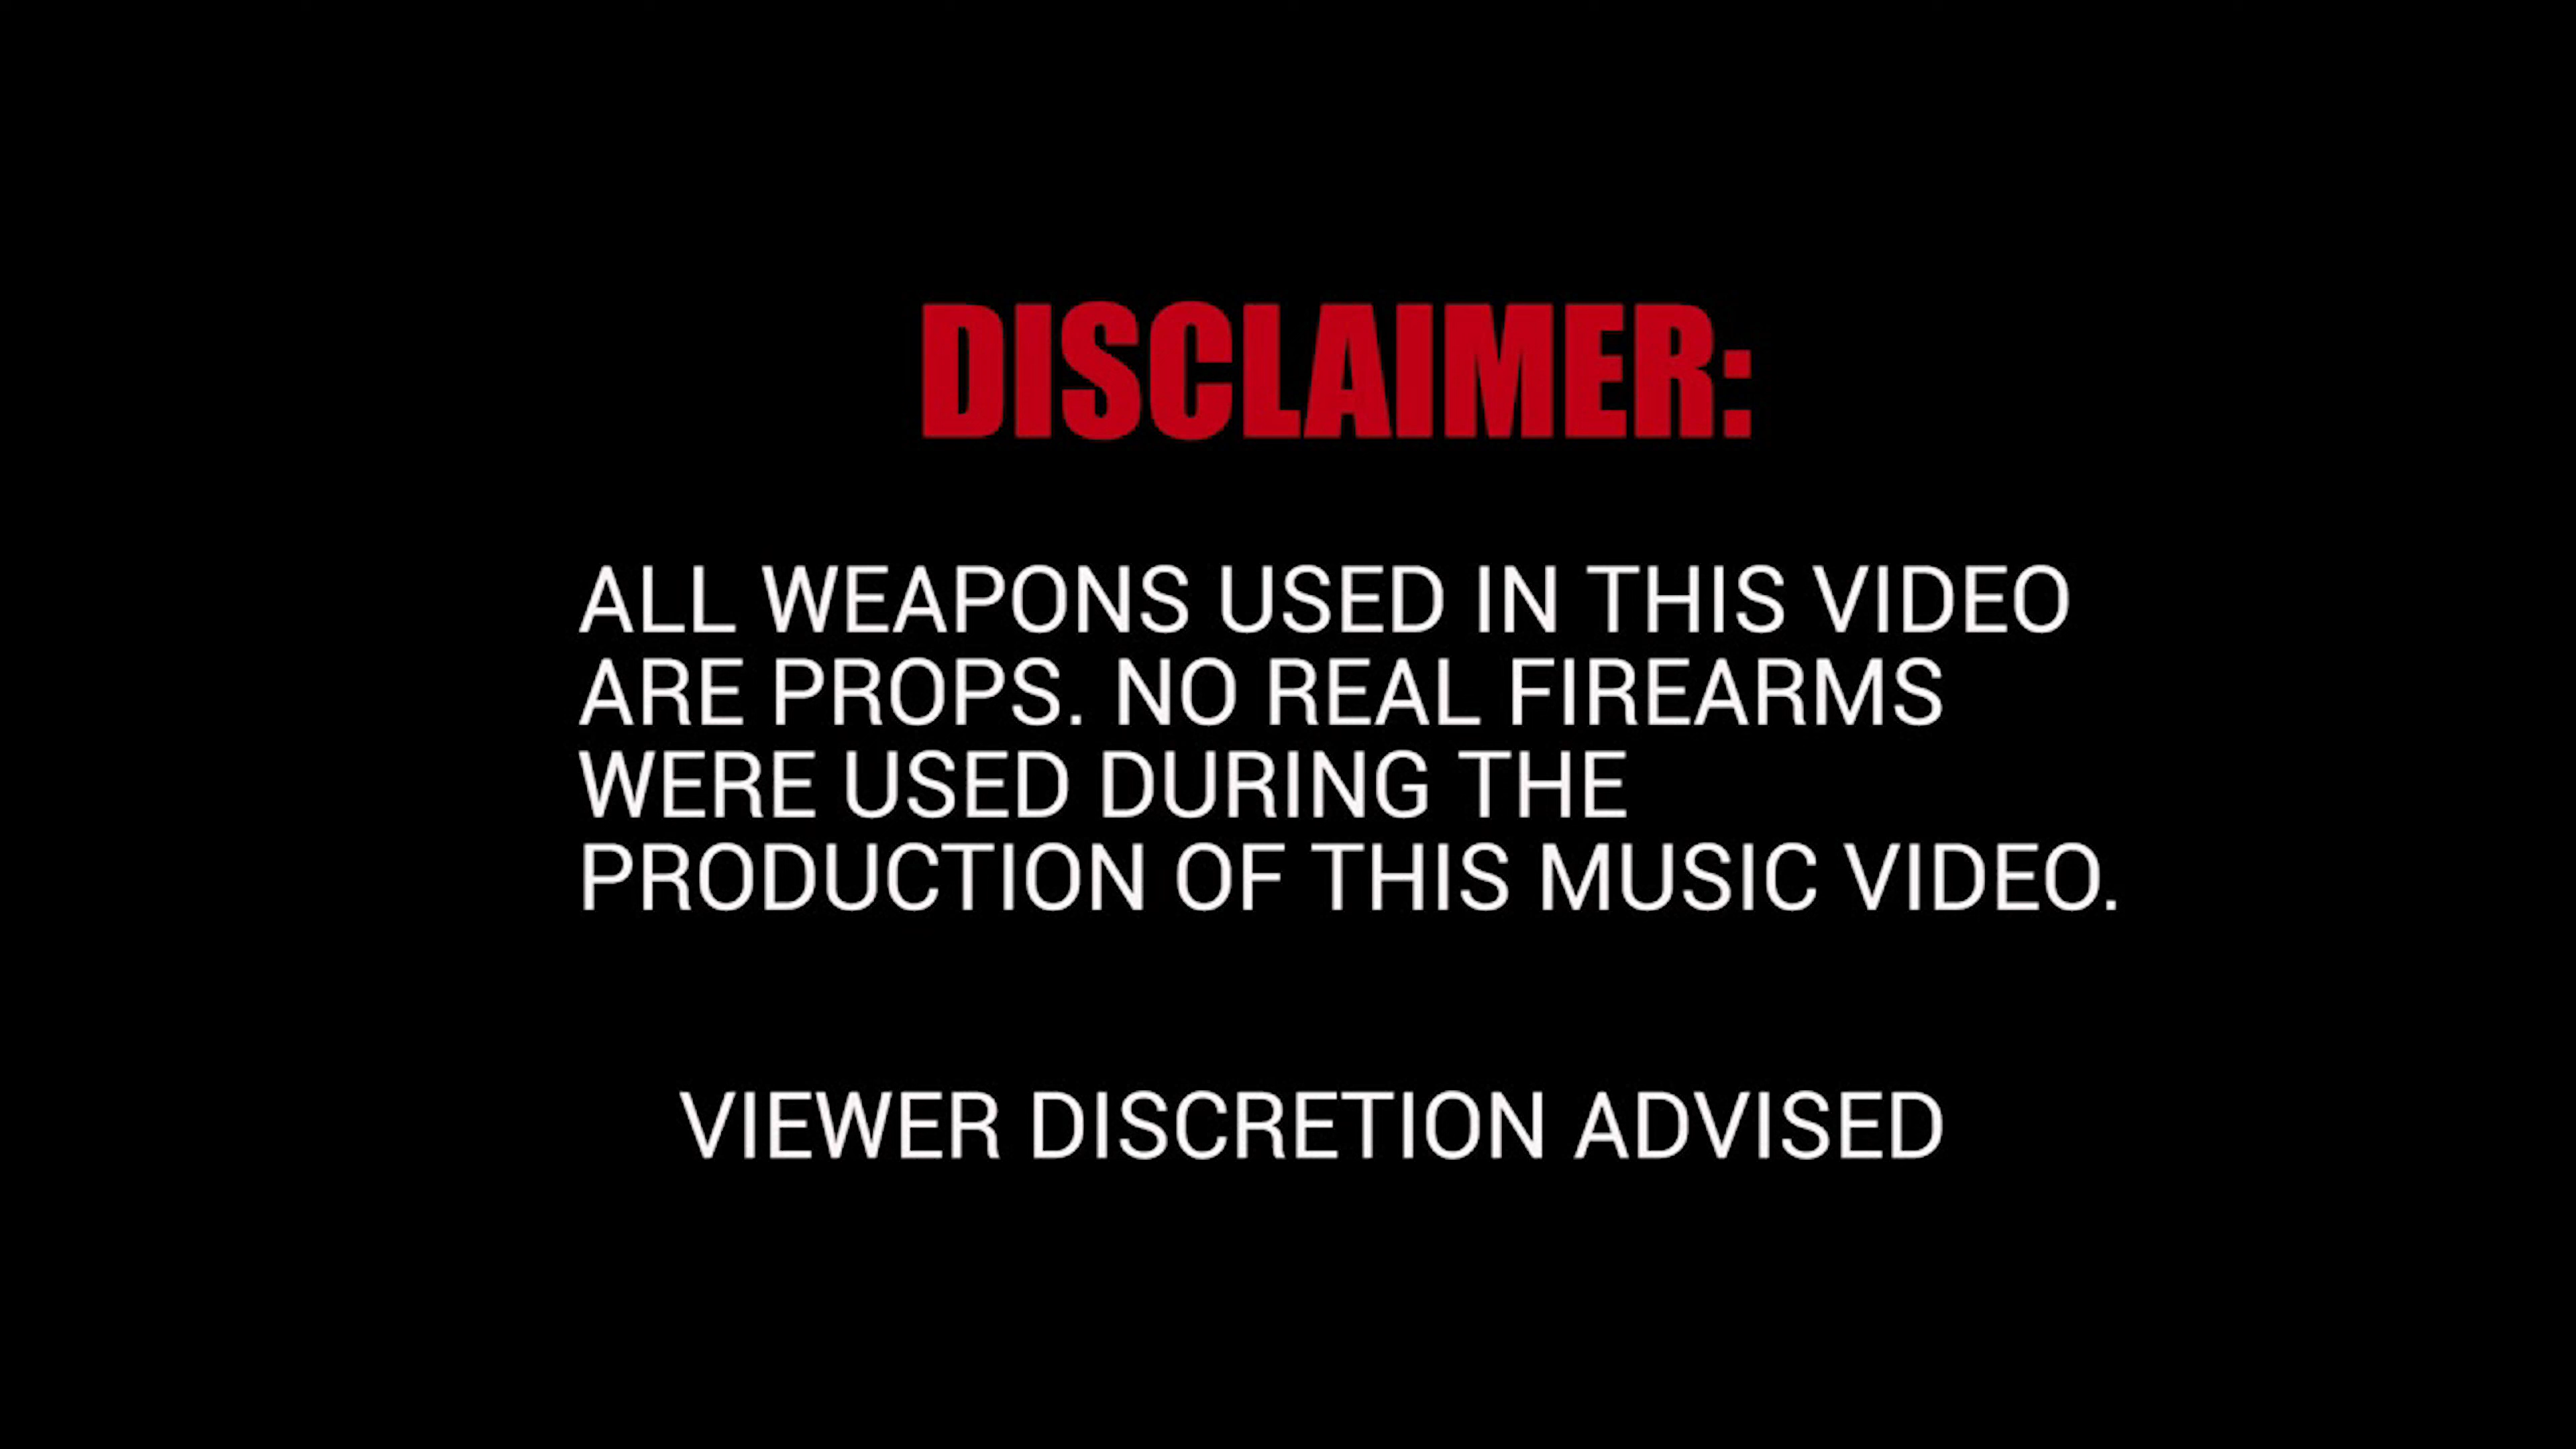 DISCLAIMER:
ALL WEAPONS USED IN THIS VIDEO
ARE PROPS. NO REAL FIREARMS
WERE USED DURING THE
PRODUCTION OF THIS MUSIC VIDEO.
VIEWER DISCRETION ADVISED